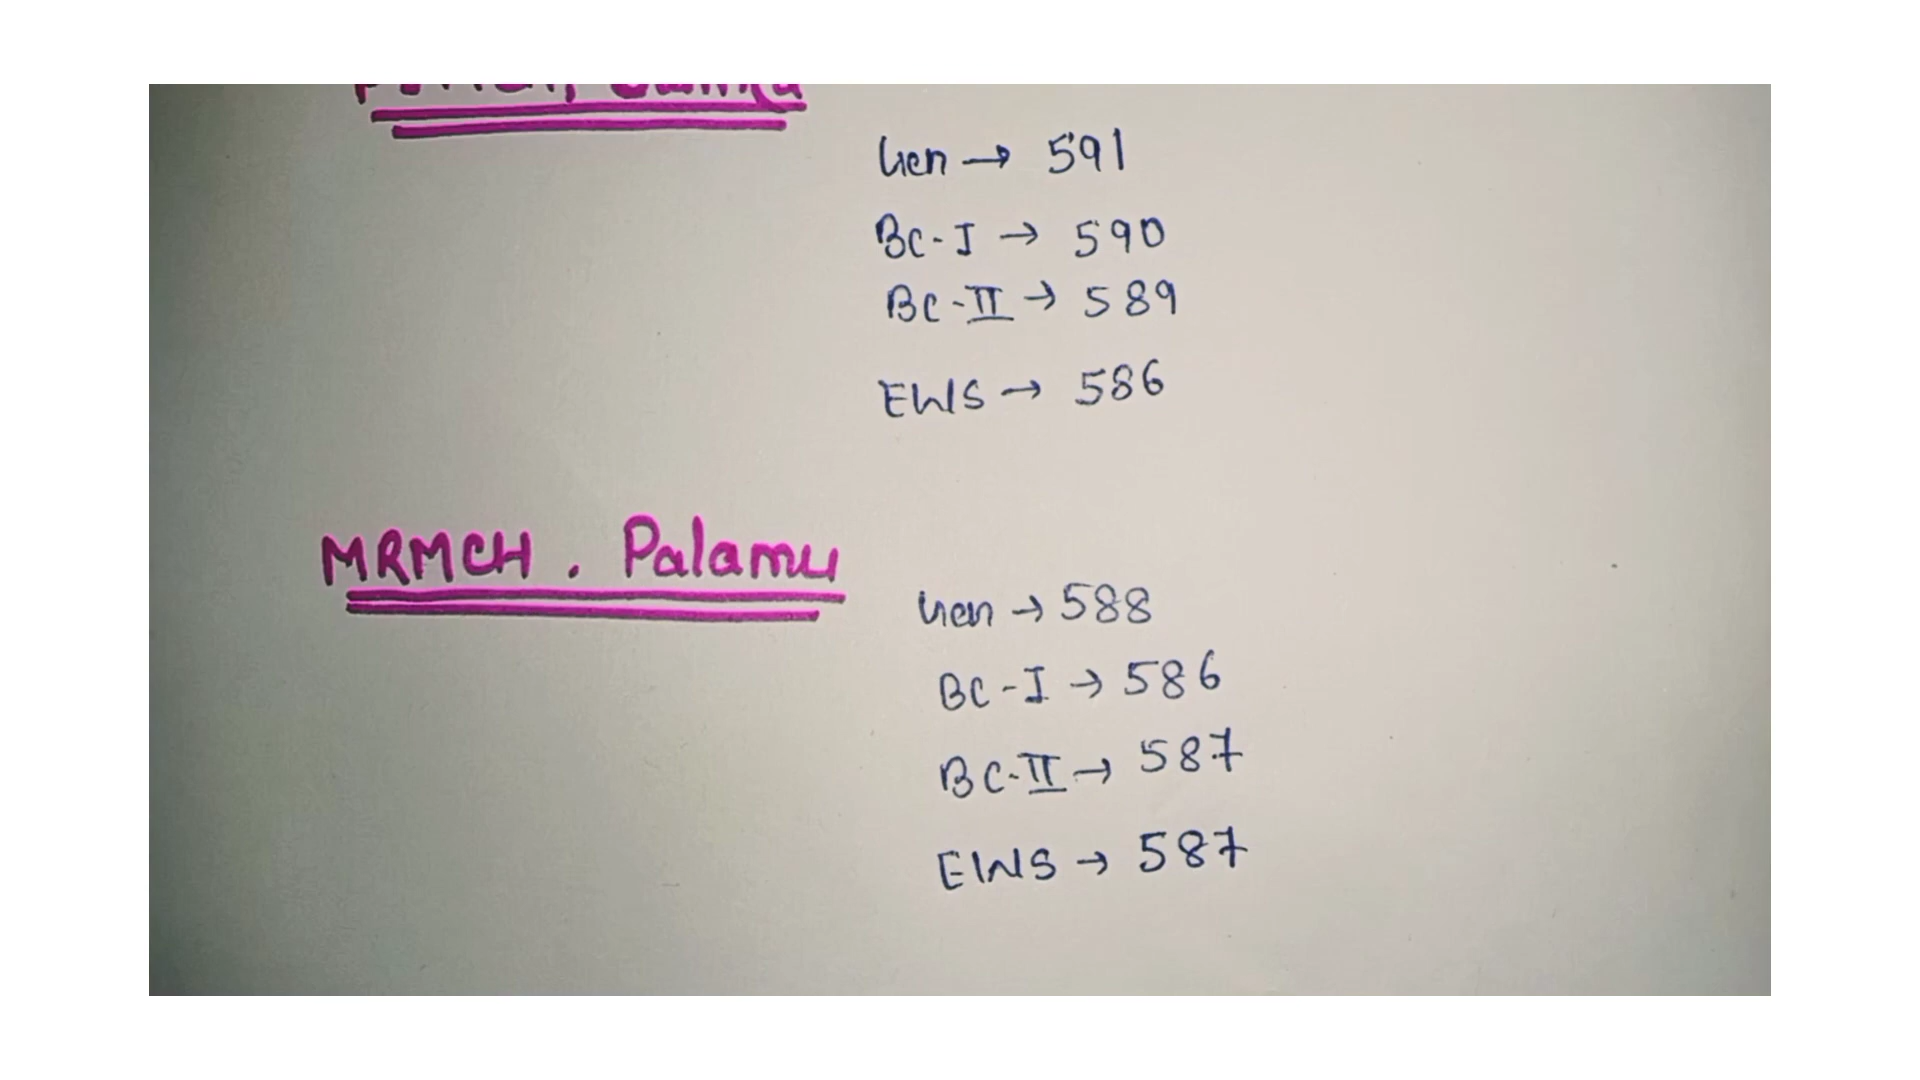 Gen → 591
BC-I → 590
BC-II → 589
EWS → 586
MRMCH. Palamu
Gen → 588
BC-I → 586
BC-II → 587
EWS → 587